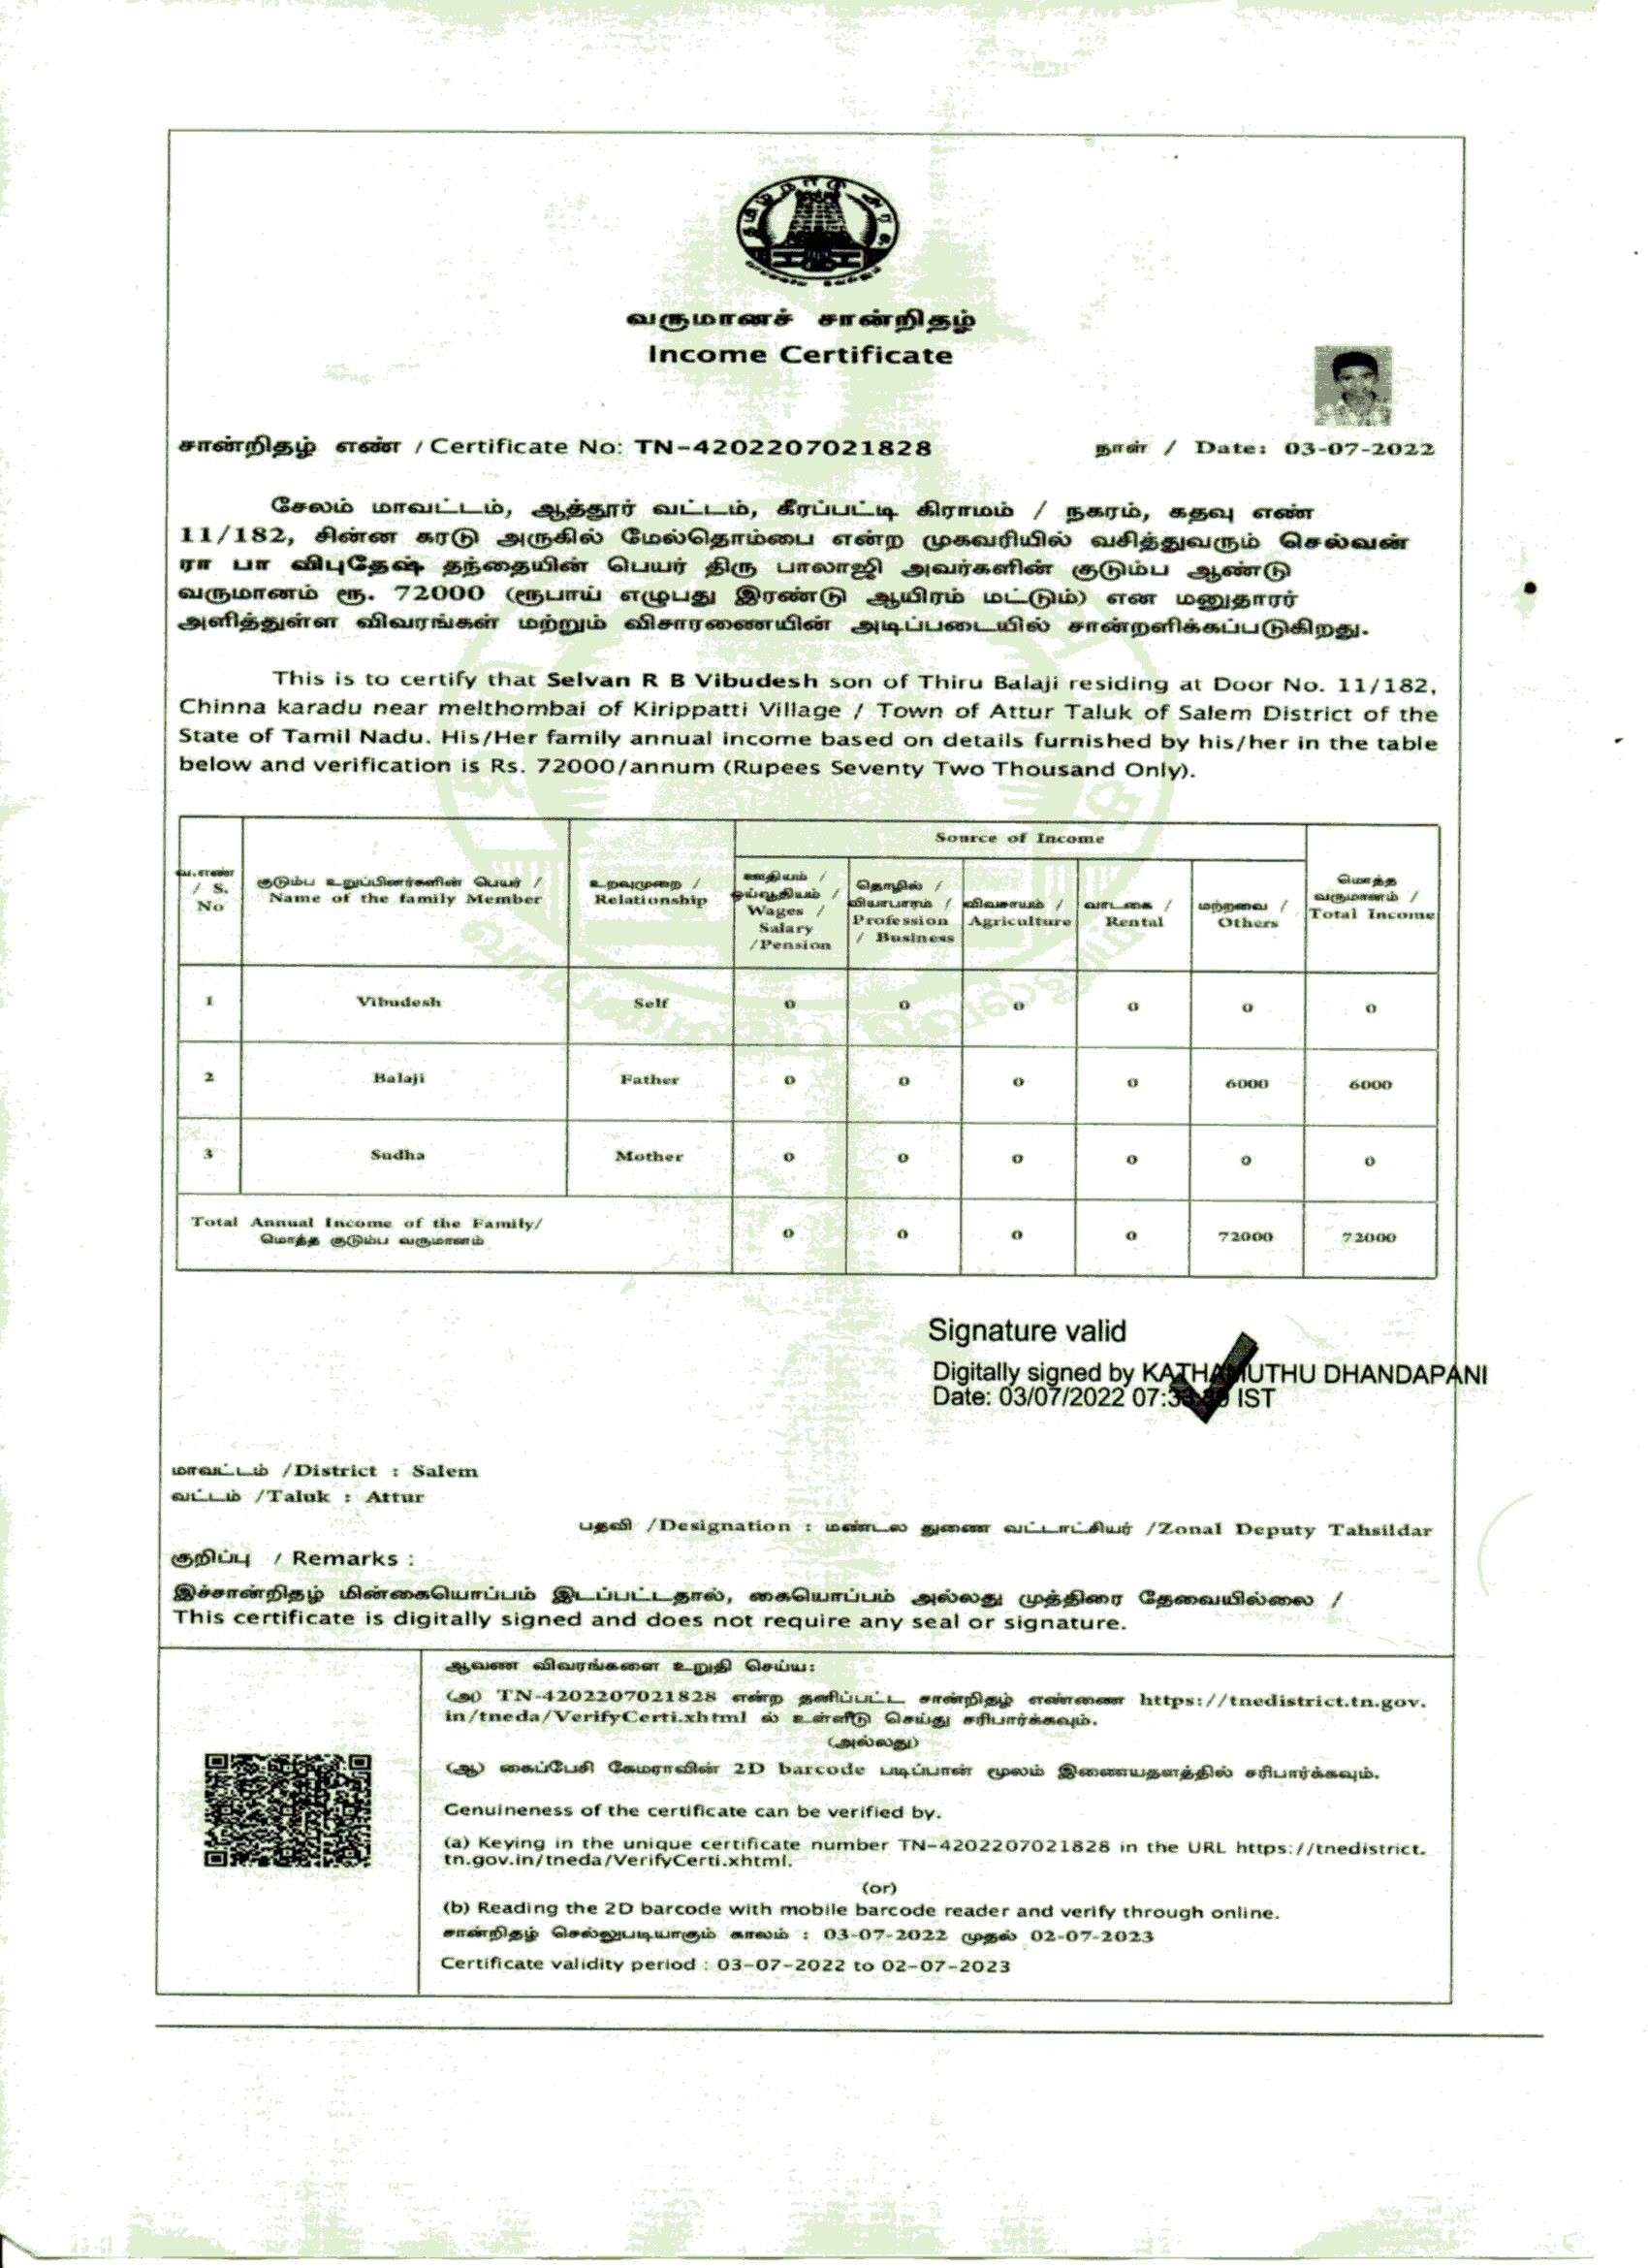 தமிழ்நாடு அரசு
வருமானச் சான்றிதழ்
Income Certificate
சான்றிதழ் எண் / Certificate No: TN-4202207021828
நாள் / Date: 03-07-2022
சேலம் மாவட்டம், ஆத்தூர் வட்டம், கீரப்பட்டி கிராமம் / நகரம், கதவு எண்
11/182, சின்ன கரடு அருகில் மேல்தொம்பை என்ற முகவரியில் வசித்துவரும் செல்வன்
ரா பா விபுதேஷ் தந்தையின் பெயர் திரு பாலாஜி அவர்களின் குடும்ப ஆண்டு
வருமானம் ரூ. 72000 (ரூபாய் எழுபது இரண்டு ஆயிரம் மட்டும்) என மனுதாரர்
அளித்துள்ள விவரங்கள் மற்றும் விசாரணையின் அடிப்படையில் சான்றளிக்கப்படுகிறது.
This is to certify that Selvan R B Vibudesh son of Thiru Balaji residing at Door No. 11/182,
Chinna karadu near melthombai of Kirippatti Village / Town of Attur Taluk of Salem District of the
State of Tamil Nadu. His/Her family annual income based on details furnished by his/her in the table
below and verification is Rs. 72000/annum (Rupees Seventy Two Thousand Only).
Source of Income
வ.எண் / S. No
குடும்ப உறுப்பினர்களின் பெயர் / Name of the family Member
உறவுமுறை / Relationship
ஊதியம் / ஓய்வூதியம் / Wages / Salary /Pension
தொழில் / வியாபாரம் / Profession / Business
விவசாயம் / Agriculture
வாடகை / Rental
மற்றவை / Others
மொத்த வருமானம் / Total Income
1 Vibudesh Self 0 0 0 0 0 0
2 Balaji Father 0 0 0 0 6000 6000
3 Sudha Mother 0 0 0 0 0 0
Total Annual Income of the Family/
மொத்த குடும்ப வருமானம் 0 0 0 0 72000 72000
Signature valid
Digitally signed by KATHAMUTHU DHANDAPANI
Date: 03/07/2022 IST
மாவட்டம் /District : Salem
வட்டம் /Taluk : Attur
பதவி /Designation : மண்டல துணை வட்டாட்சியர் /Zonal Deputy Tahsildar
குறிப்பு / Remarks :
இச்சான்றிதழ் மின்கையொப்பம் இடப்பட்டதால், கையொப்பம் அல்லது முத்திரை தேவையில்லை /
This certificate is digitally signed and does not require any seal or signature.
ஆவண விவரங்களை உறுதி செய்ய:
(அ) TN-4202207021828 என்ற தனிப்பட்ட சான்றிதழ் எண்ணை https://tnedistrict.tn.gov.
in/tneda/VerifyCerti.xhtml ல் உள்ளீடு செய்து சரிபார்க்கவும்.
(அல்லது)
(ஆ) கைப்பேசி கேமராவின் 2D barcode படிப்பான் மூலம் இணையதளத்தில் சரிபார்க்கவும்.
Genuineness of the certificate can be verified by.
(a) Keying in the unique certificate number TN-4202207021828 in the URL https://tnedistrict.
tn.gov.in/tneda/VerifyCerti.xhtml.
(or)
(b) Reading the 2D barcode with mobile barcode reader and verify through online.
சான்றிதழ் செல்லுபடியாகும் காலம் : 03-07-2022 முதல் 02-07-2023
Certificate validity period : 03-07-2022 to 02-07-2023